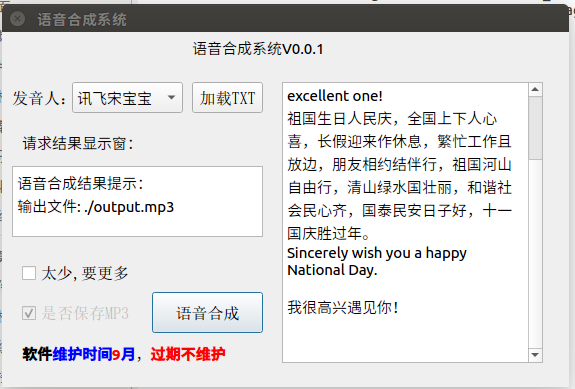 语音合成系统
语音合成系统V0.0.1
发音人：
讯飞宋宝宝
加载TXT
请求结果显示窗：
语音合成结果提示：
输出文件: ./output.mp3
太少,要更多
是否保存MP3
语音合成
软件维护时间9月，过期不维护
excellent one!
祖国生日人民庆，全国上下人心
喜，长假迎来作休息，繁忙工作且
放边，朋友相约结伴行，祖国河山
自由行，清山绿水国壮丽，和谐社
会民心齐，国泰民安日子好，十一
国庆胜过年。
Sincerely wish you a happy
National Day.
我很高兴遇见你！